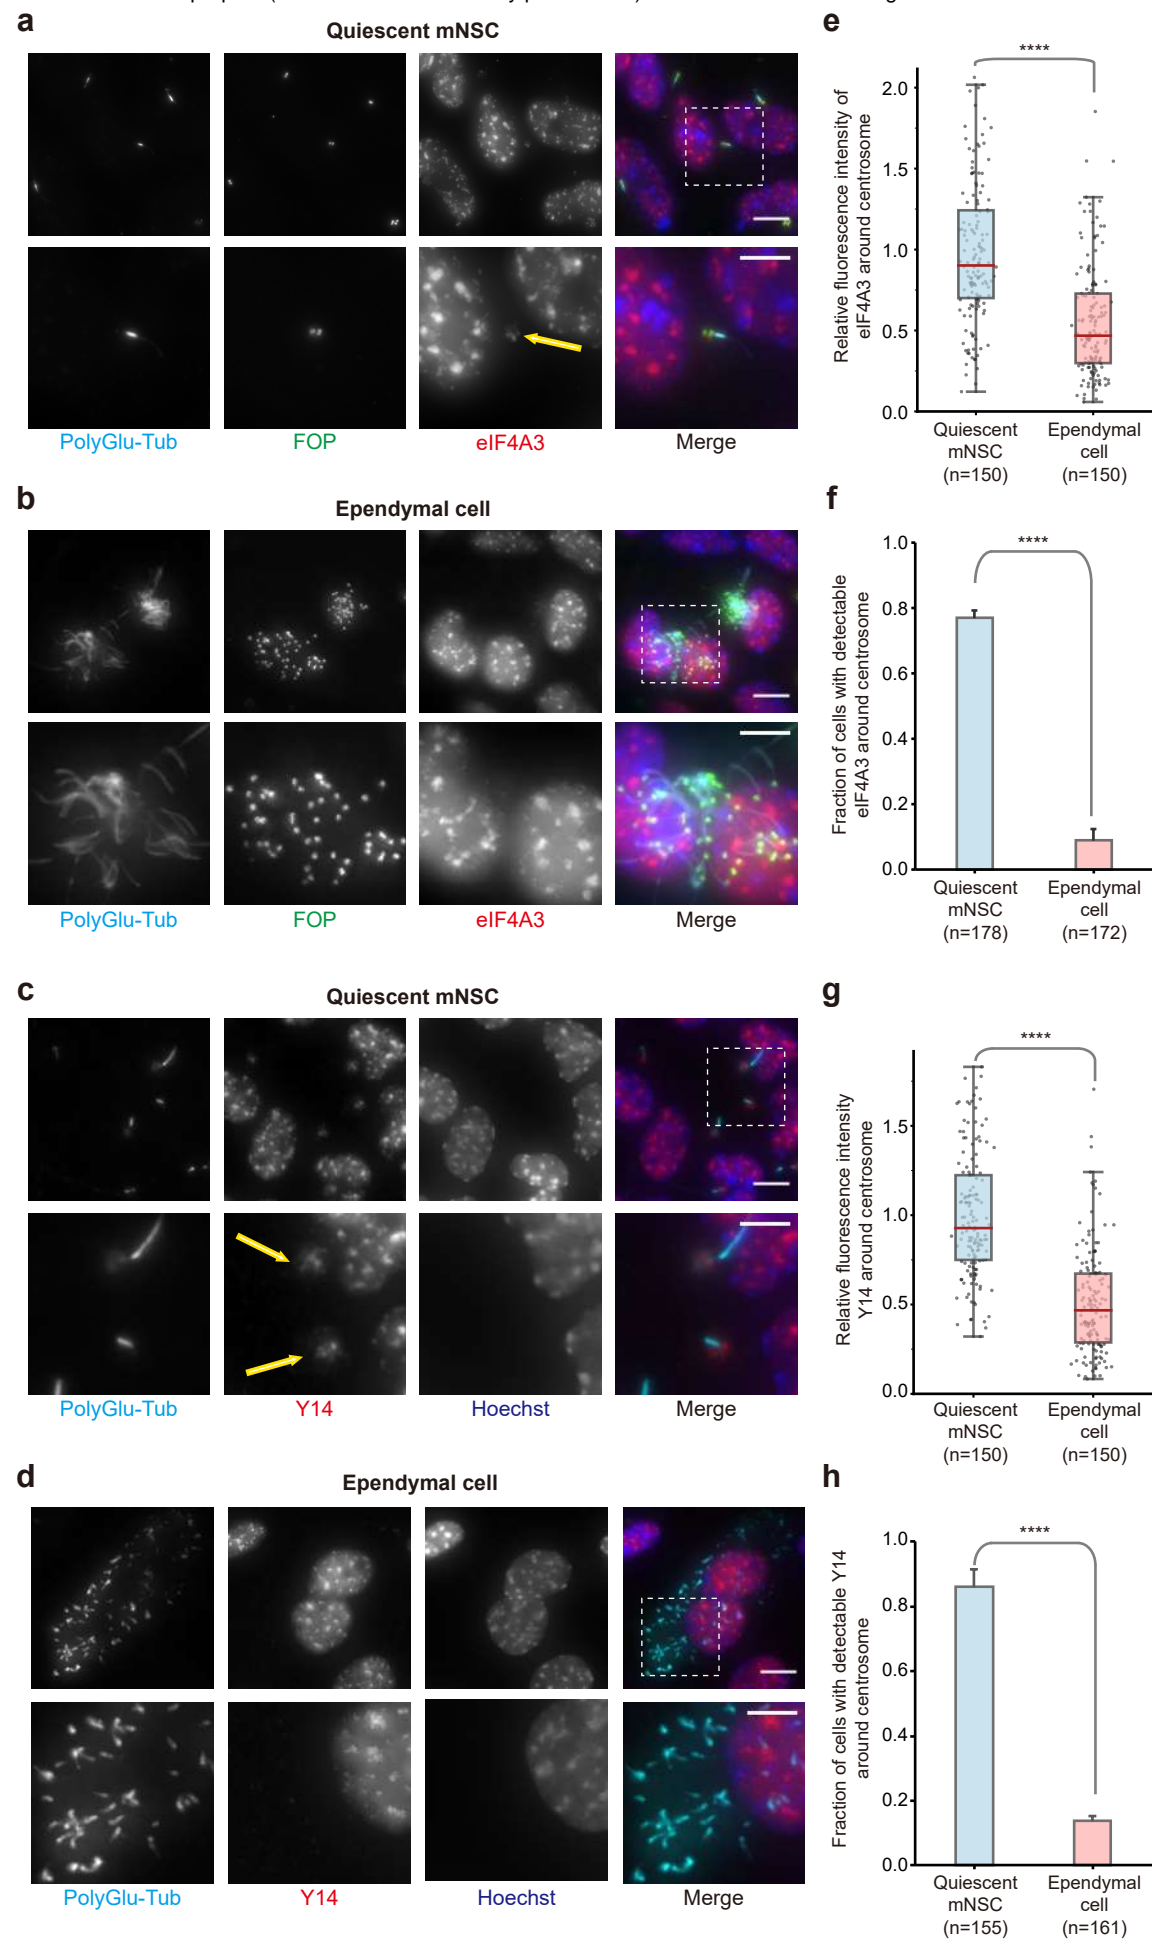 a
Quiescent mNSC
PolyGlu-Tub
FOP
eIF4A3
Merge
b
Ependymal cell
PolyGlu-Tub
FOP
eIF4A3
Merge
c
Quiescent mNSC
PolyGlu-Tub
Y14
Hoechst
Merge
d
Ependymal cell
PolyGlu-Tub
Y14
Hoechst
Merge
e
****
Relative fluorescence intensity of
eIF4A3 around centrosome
2.0
1.5
1.0
0.5
0.0
Quiescent
mNSC
(n=150)
Ependymal
cell
(n=150)
f
****
Fraction of cells with detectable
eIF4A3 around centrosome
1.0
0.8
0.6
0.4
0.2
0.0
Quiescent
mNSC
(n=178)
Ependymal
cell
(n=172)
g
****
Relative fluorescence intensity
Y14 around centrosome
1.5
1.0
0.5
0.0
Quiescent
mNSC
(n=150)
Ependymal
cell
(n=150)
h
****
Fraction of cells with detectable Y14
around centrosome
1.0
0.8
0.6
0.4
0.2
0.0
Quiescent
mNSC
(n=155)
Ependymal
cell
(n=161)